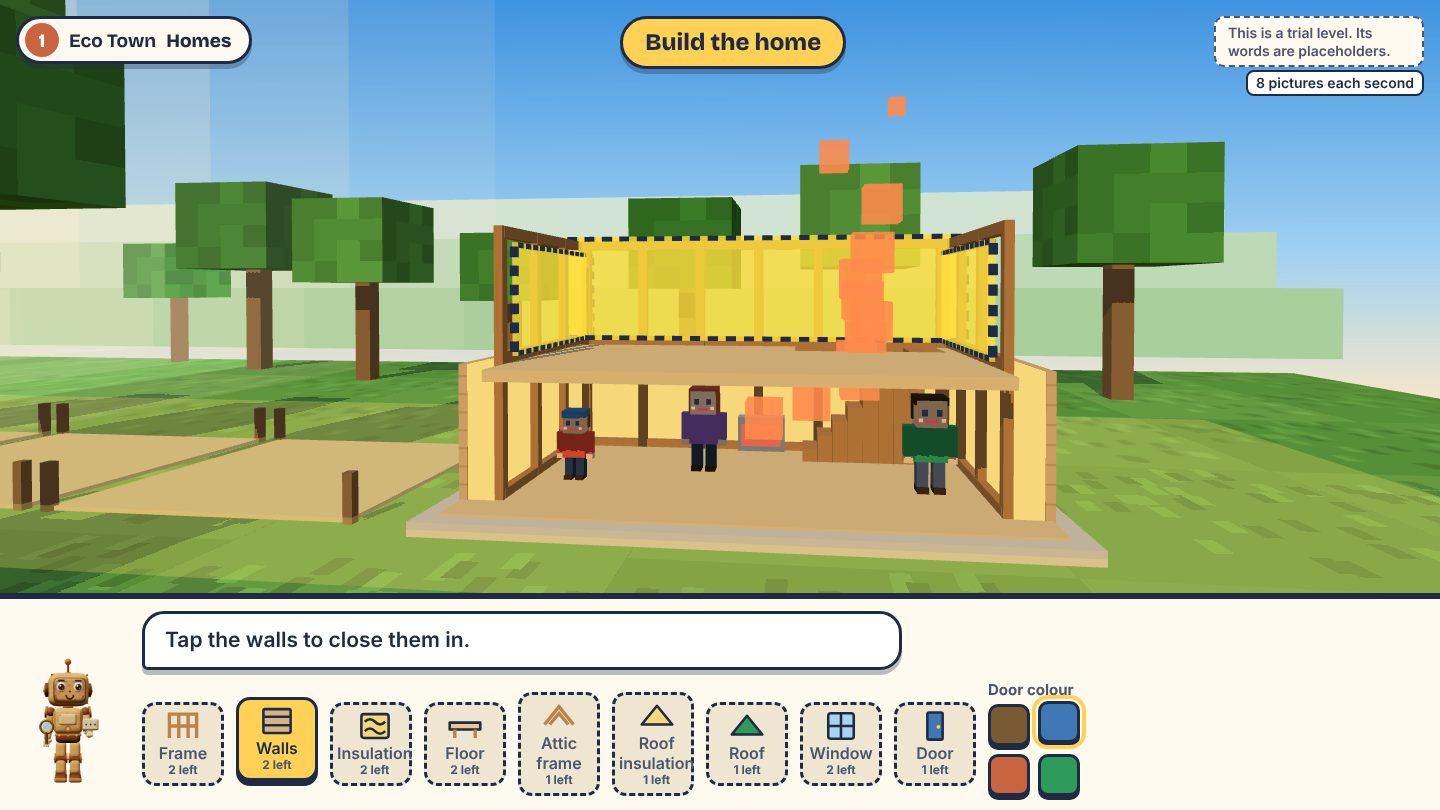 1 Eco Town Homes
Build the home
This is a trial level. Its
words are placeholders.
8 pictures each second
Tap the walls to close them in.
Frame
2 left
Walls
2 left
Insulation
2 left
Floor
2 left
Attic
frame
1 left
Roof
insulation
1 left
Roof
1 left
Window
2 left
Door
1 left
Door colour